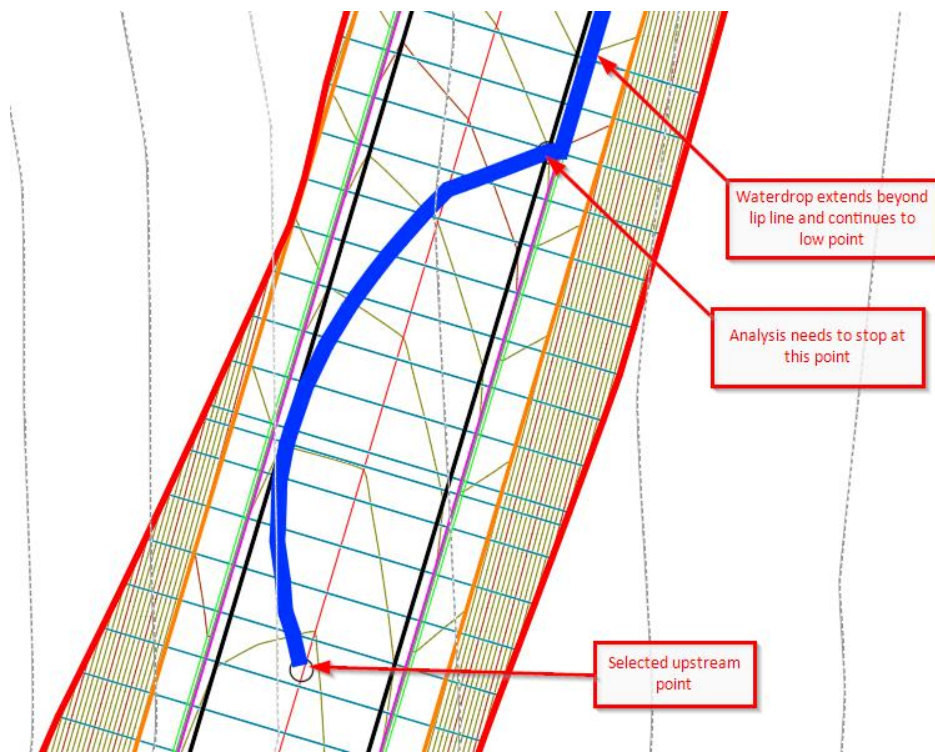 Waterdrop extends beyond
lip line and continues to
low point
Analysis needs to stop at
this point
Selected upstream
point